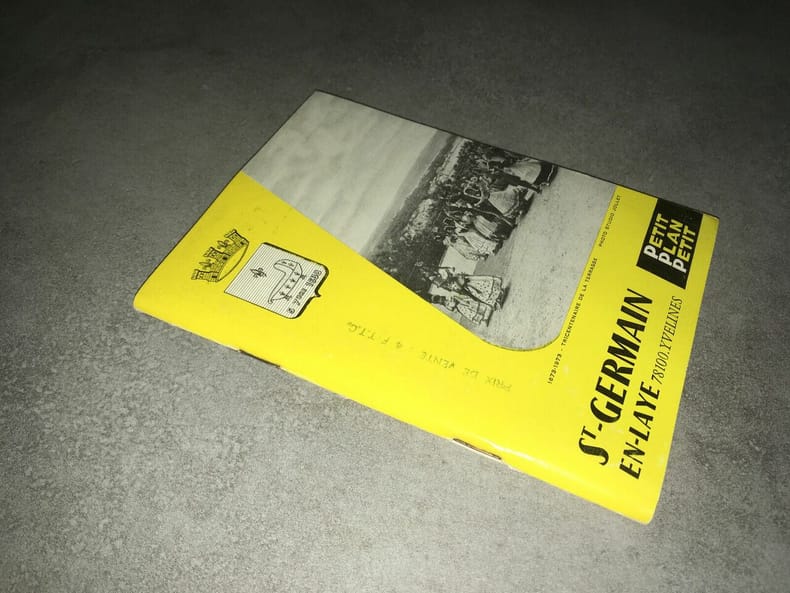 PETIT
PLAN
PETIT
ST-GERMAIN
EN-LAYE 78100.YVELINES
1673-1973 - TRICENTENAIRE DE LA TERRASSE PHOTO STUDIO JOLLET
PRIX DE VENTE : 4 F. T.T.C.